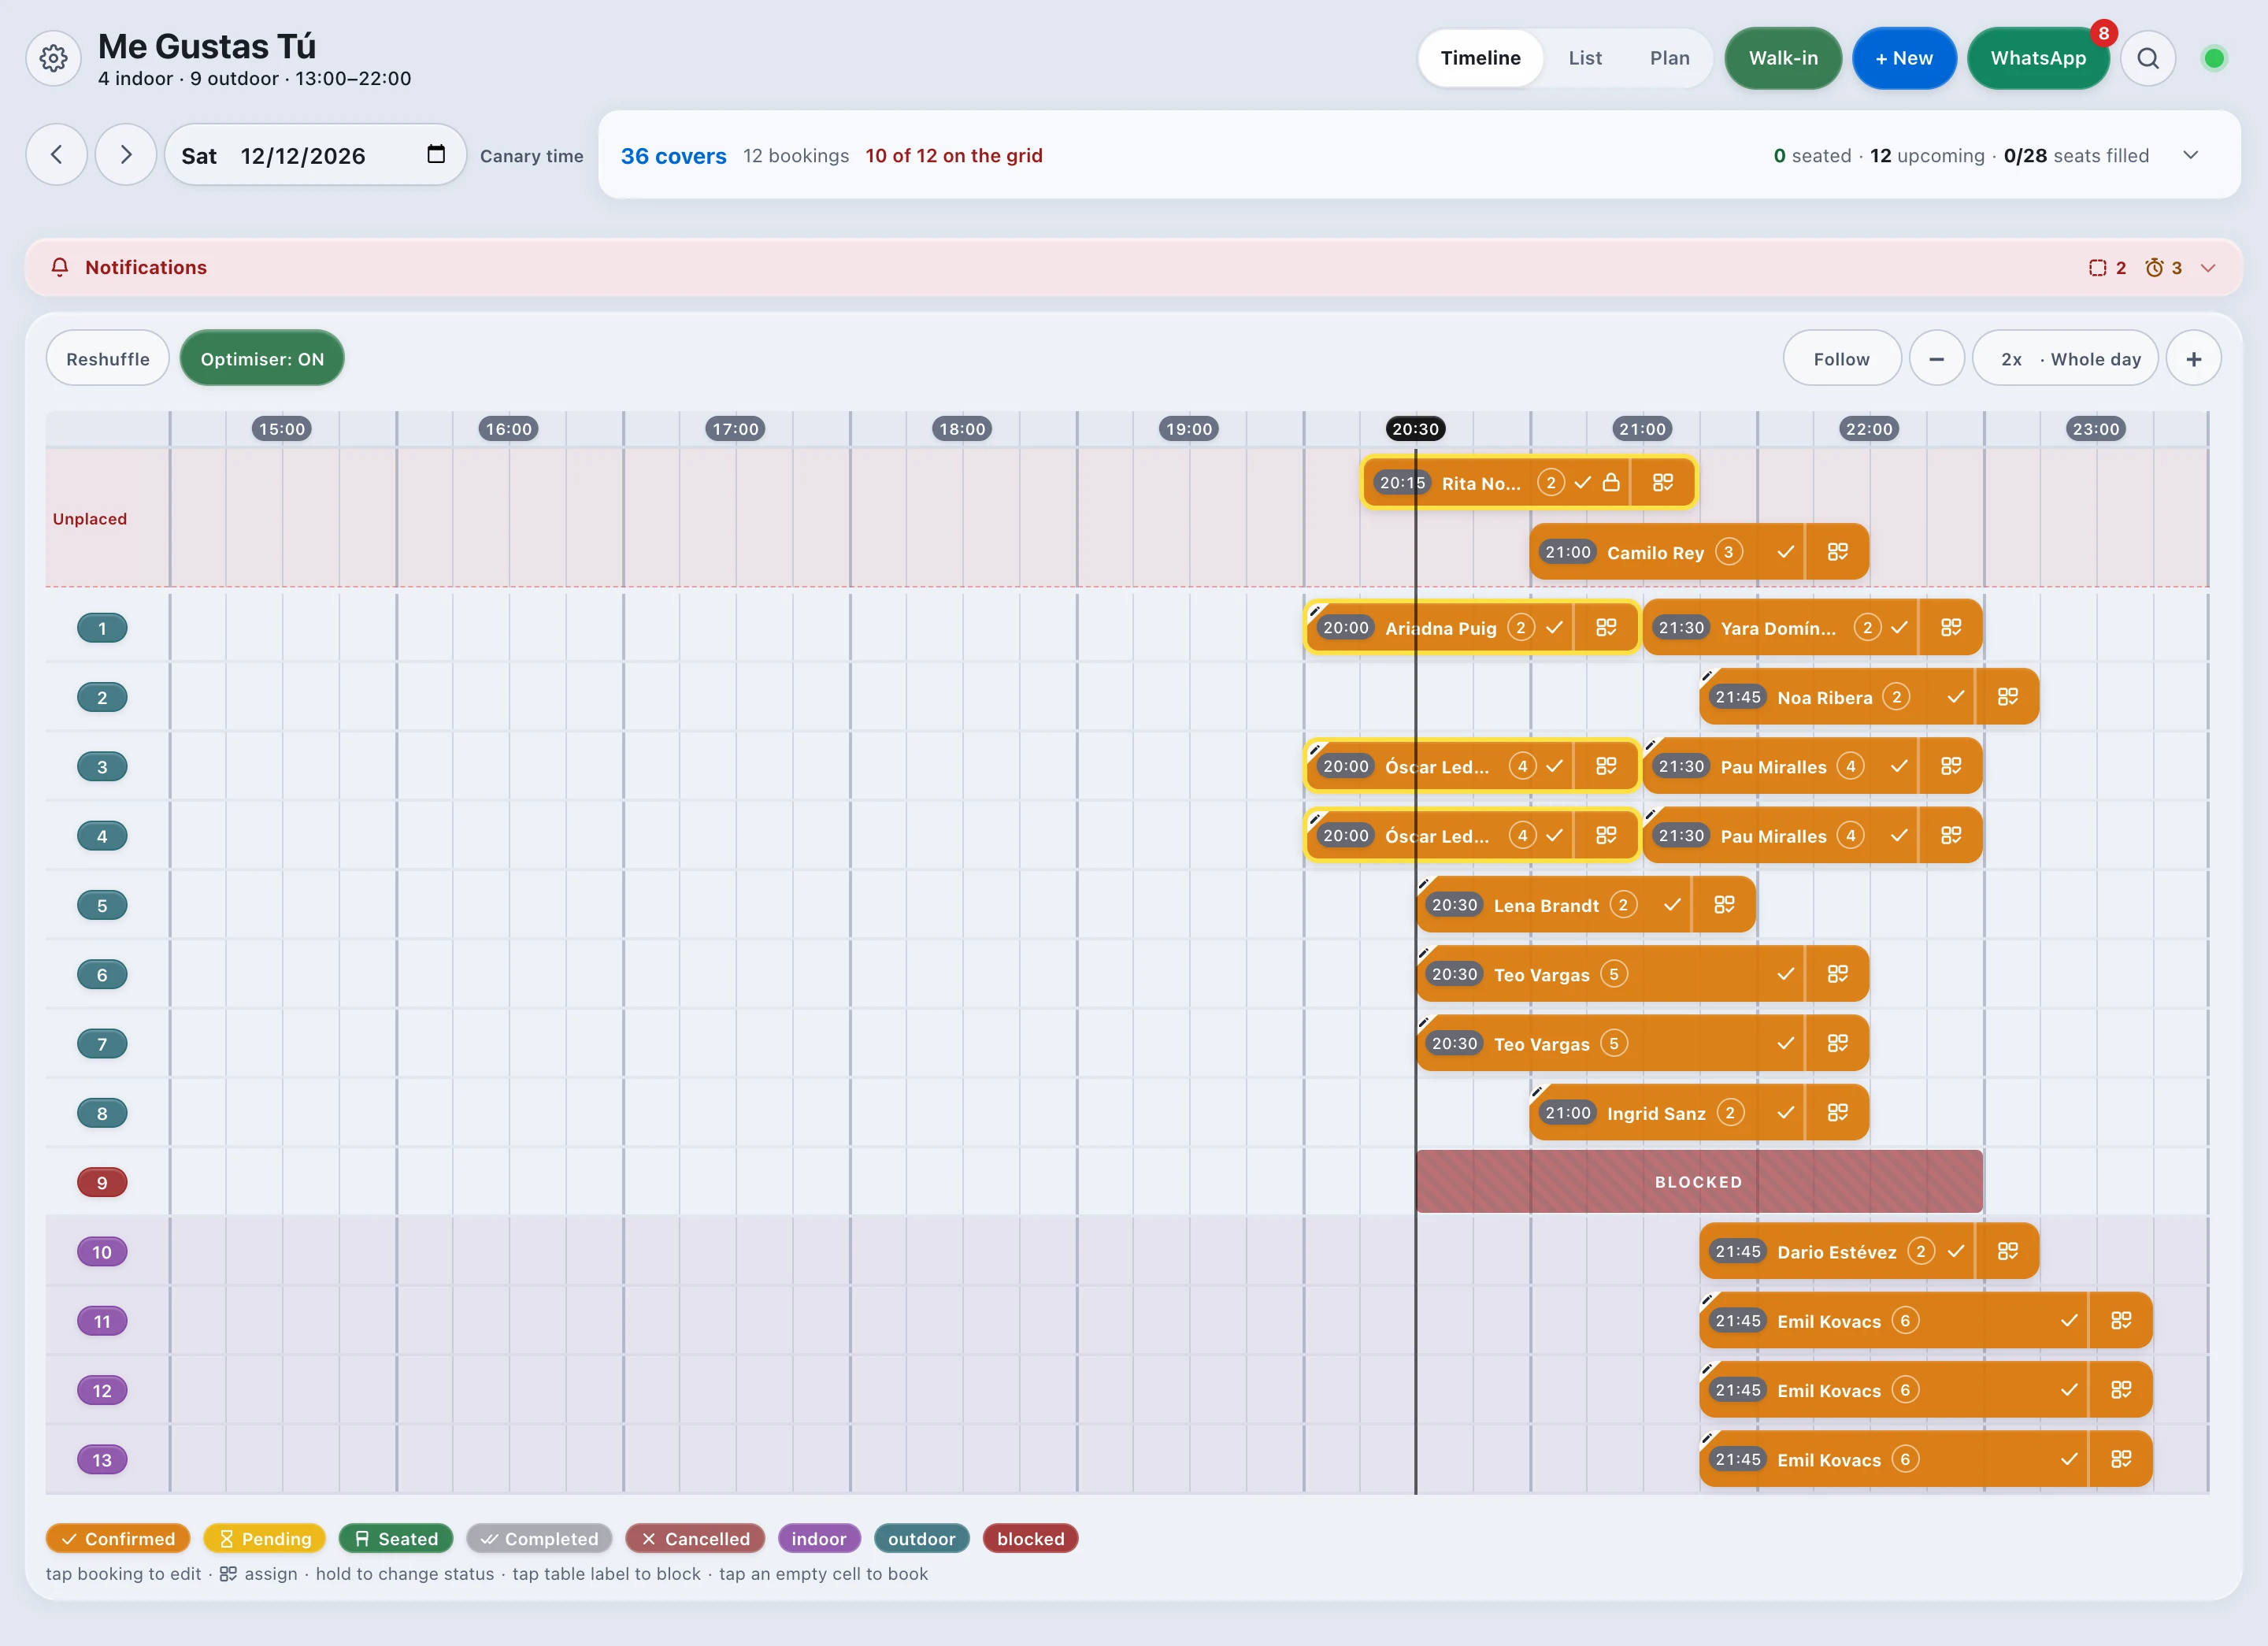 Me Gustas Tú
4 indoor · 9 outdoor · 13:00–22:00
Timeline List Plan Walk-in + New WhatsApp 8
Sat 12/12/2026 Canary time
36 covers 12 bookings 10 of 12 on the grid
0 seated · 12 upcoming · 0/28 seats filled
Notifications 2 3
Reshuffle Optimiser: ON Follow − 2x · Whole day +
15:00 16:00 17:00 18:00 19:00 20:30 21:00 22:00 23:00
Unplaced
20:15 Rita No... 2
21:00 Camilo Rey 3
1 20:00 Ariadna Puig 2 21:30 Yara Domín... 2
2 21:45 Noa Ribera 2
3 20:00 Óscar Led... 4 21:30 Pau Miralles 4
4 20:00 Óscar Led... 4 21:30 Pau Miralles 4
5 20:30 Lena Brandt 2
6 20:30 Teo Vargas 5
7 20:30 Teo Vargas 5
8 21:00 Ingrid Sanz 2
9 BLOCKED
10 21:45 Dario Estévez 2
11 21:45 Emil Kovacs 6
12 21:45 Emil Kovacs 6
13 21:45 Emil Kovacs 6
Confirmed Pending Seated Completed Cancelled indoor outdoor blocked
tap booking to edit · assign · hold to change status · tap table label to block · tap an empty cell to book